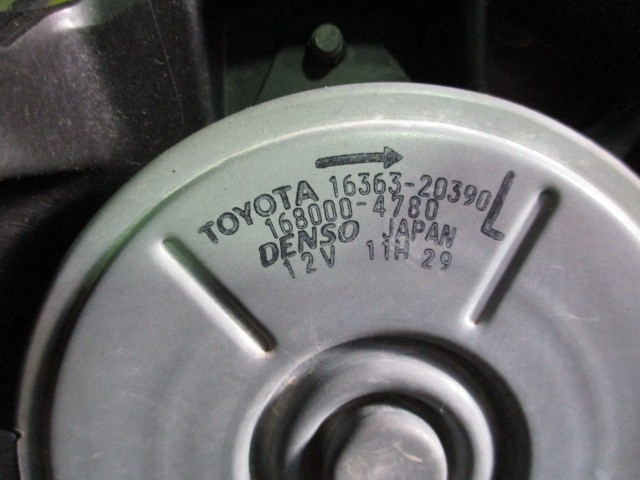 TOYOTA 16363-20390 L
168000-4780
DENSO JAPAN
12V 11H 29